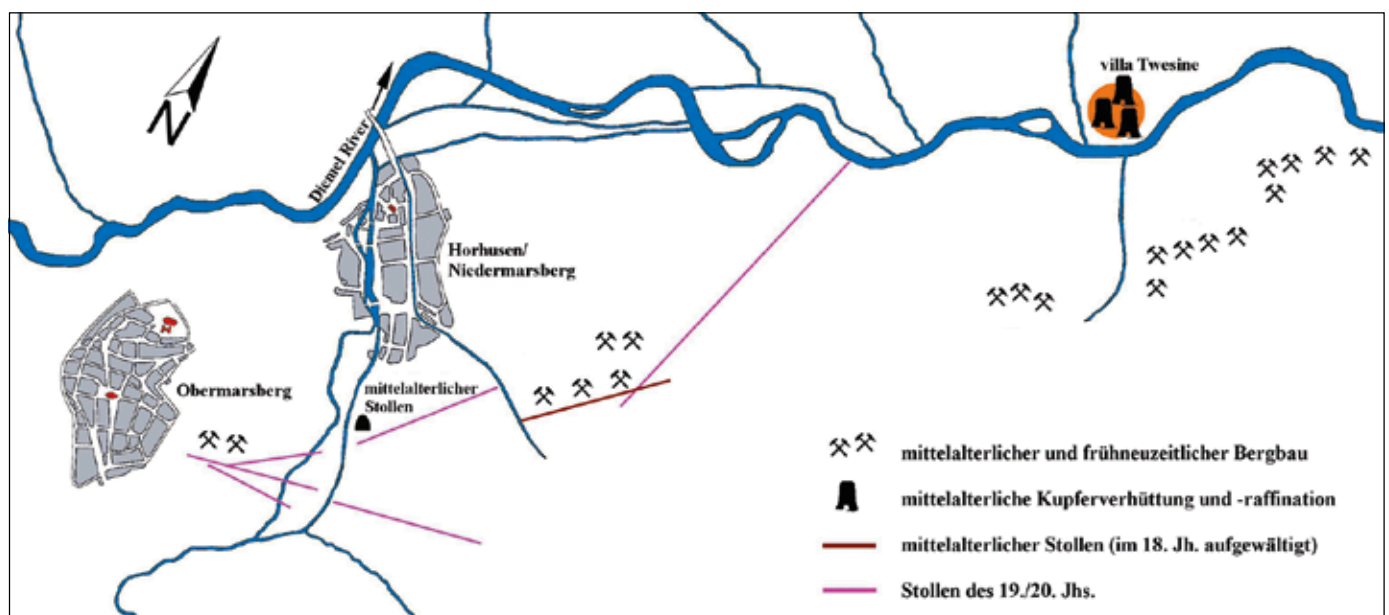 N
villa Twesine
Diemel River
Horhusen/
Niedermarsberg
Obermarsberg
mittelalterlicher
Stollen
mittelalterlicher und frühneuzeitlicher Bergbau
mittelalterliche Kupferverhüttung und -raffination
mittelalterlicher Stollen (im 18. Jh. aufgewältigt)
Stollen des 19./20. Jhs.